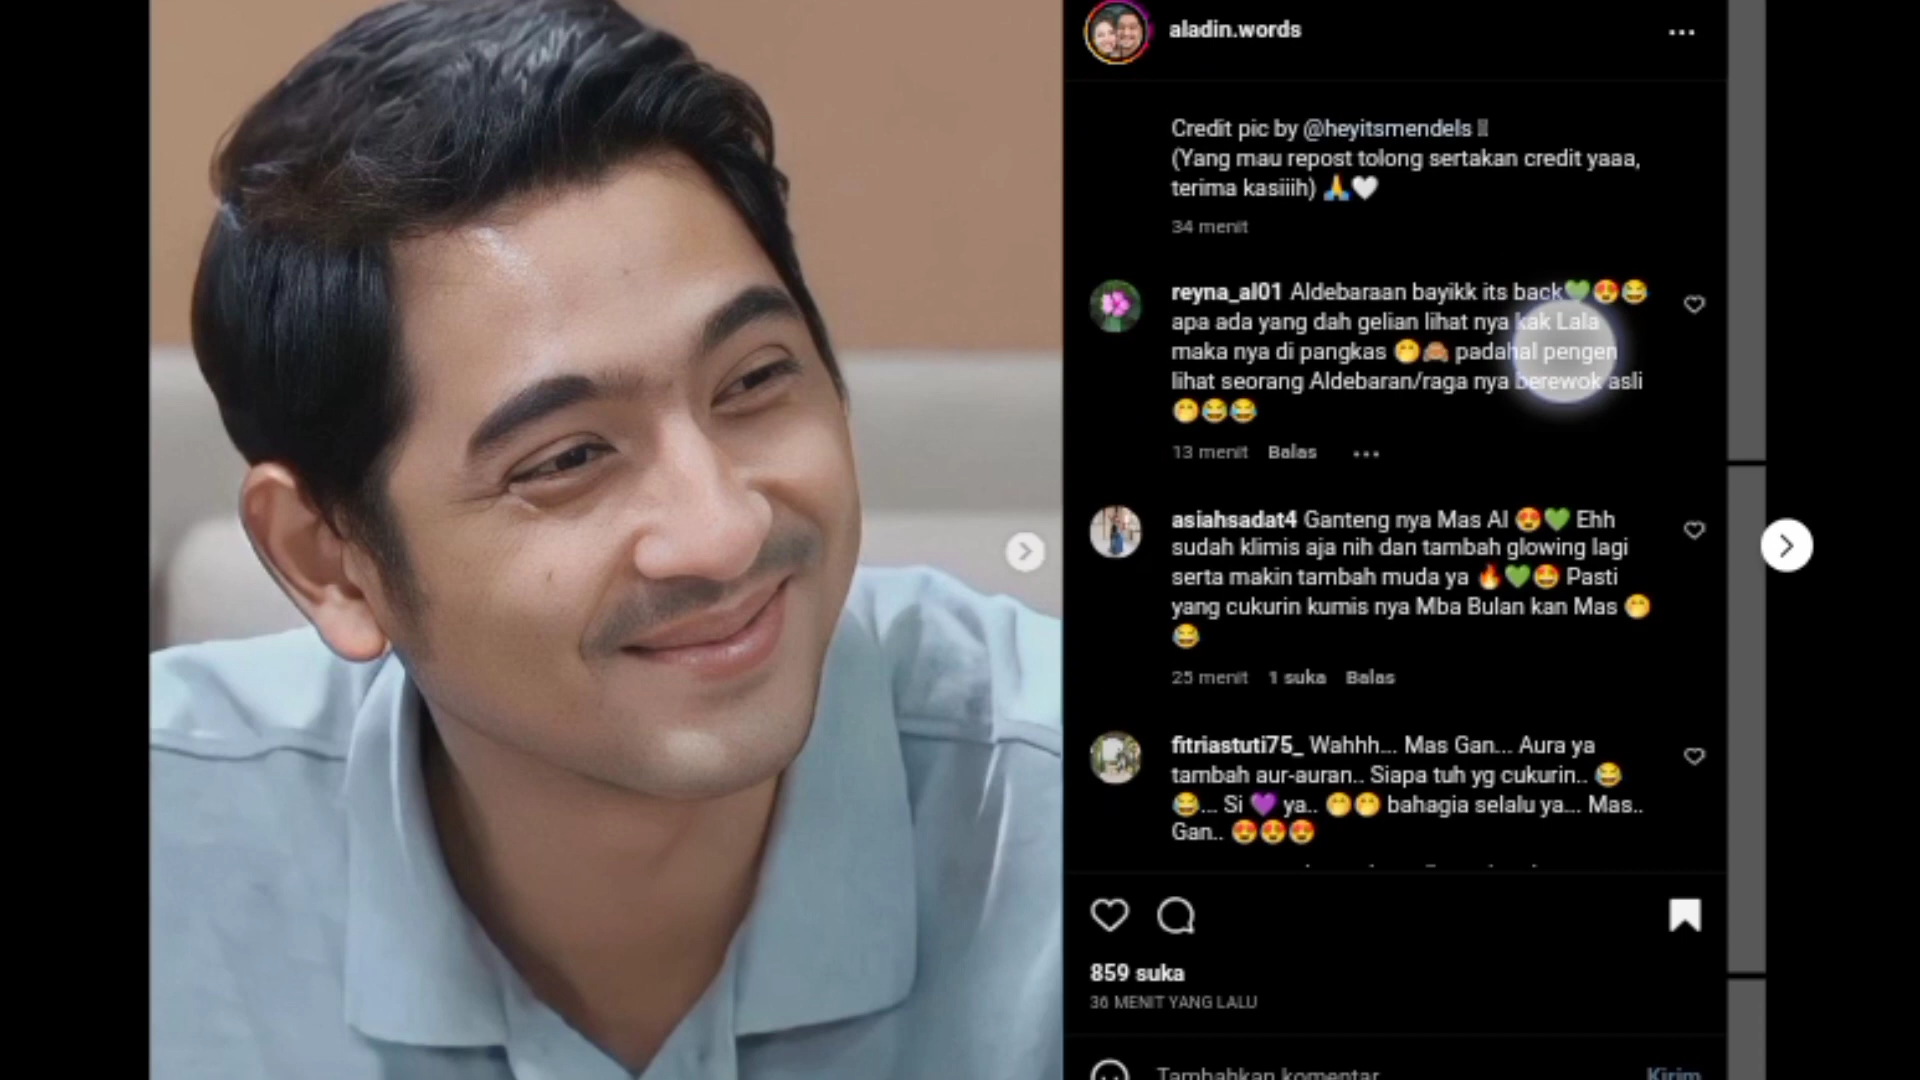 aladin.words
Credit pic by @heyitsmendels
(Yang mau repost tolong sertakan credit yaaa,
terima kasiiih) 🙏🤍
34 menit
reyna_al01 Aldebaraan bayikk its back💚😍😂
apa ada yang dah gelian lihat nya kak Lala
maka nya di pangkas 🤭🙈 padahal pengen
lihat seorang Aldebaran/raga nya berewok asli
🤭😂😂
13 menit Balas
asiahsadat4 Ganteng nya Mas Al 😍💚 Ehh
sudah klimis aja nih dan tambah glowing lagi
serta makin tambah muda ya 🔥💚🤩 Pasti
yang cukurin kumis nya Mba Bulan kan Mas 🤭
😂
25 menit 1 suka Balas
fitriastuti75_ Wahhh... Mas Gan... Aura ya
tambah aur-auran.. Siapa tuh yg cukurin.. 😂
😂... Si 💜 ya.. 🤭🤭 bahagia selalu ya... Mas..
Gan.. 😍😍😍
859 suka
36 MENIT YANG LALU
Tambahkan komentar
Kirim